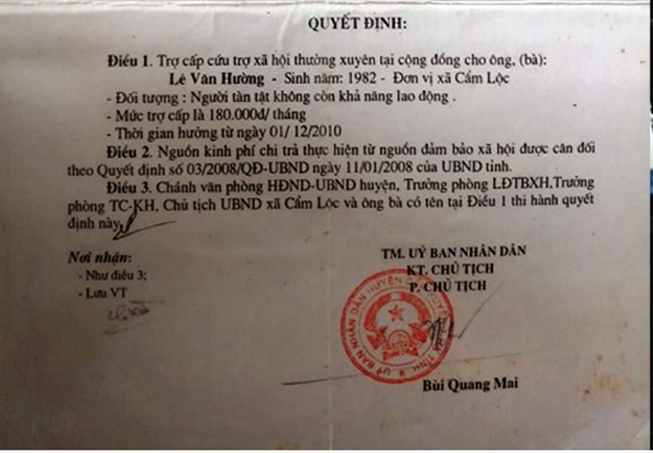 QUYẾT ĐỊNH:
Điều 1. Trợ cấp cứu trợ xã hội thường xuyên tại cộng đồng cho ông, (bà):
Lê Văn Hường - Sinh năm: 1982 - Đơn vị xã Cẩm Lộc
- Đối tượng : Người tàn tật không còn khả năng lao động .
- Mức trợ cấp là 180.000đ/ tháng
- Thời gian hưởng từ ngày 01/ 12/2010
Điều 2. Nguồn kinh phí chi trả thực hiện từ nguồn đảm bảo xã hội được cân đối
theo Quyết định số 03/2008/QĐ-UBND ngày 11/01/2008 của UBND tỉnh.
Điều 3. Chánh văn phòng HĐND-UBND huyện, Trưởng phòng LĐTBXH,Trưởng
phòng TC-KH, Chủ tịch UBND xã Cẩm Lộc và ông bà có tên tại Điều 1 thi hành quyết
định này./.
Nơi nhận:
- Như điều 3;
- Lưu VT
TM. UỶ BAN NHÂN DÂN
KT. CHỦ TỊCH
P. CHỦ TỊCH
UỶ BAN NHÂN DÂN HUYỆN
Bùi Quang Mai